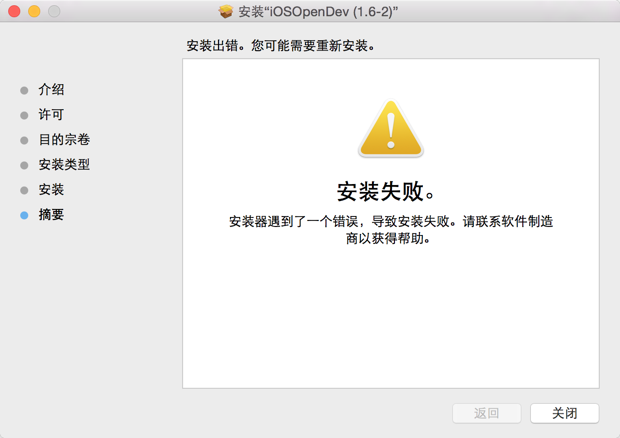 安装“iOSOpenDev (1.6-2)”
安装出错。您可能需要重新安装。
介绍
许可
目的宗卷
安装类型
安装
摘要
安装失败。
安装器遇到了一个错误，导致安装失败。请联系软件制造
商以获得帮助。
返回
关闭